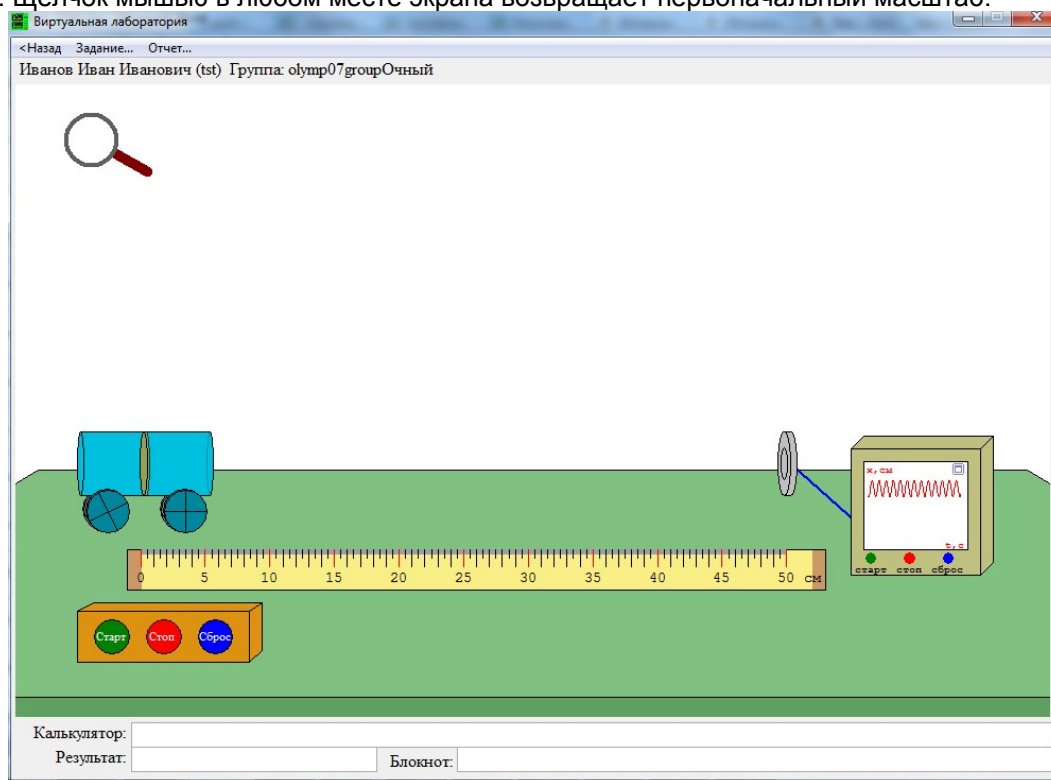 . Щелчок мышью в любом месте экрана возвращает первоначальный масштаб.
Виртуальная лаборатория
<Назад Задание... Отчет...
Иванов Иван Иванович (tst) Группа: olymp07groupОчный
x, см
t, с
старт стоп сброс
0 5 10 15 20 25 30 35 40 45 50 см
Старт Стоп Сброс
Калькулятор:
Результат: Блокнот: